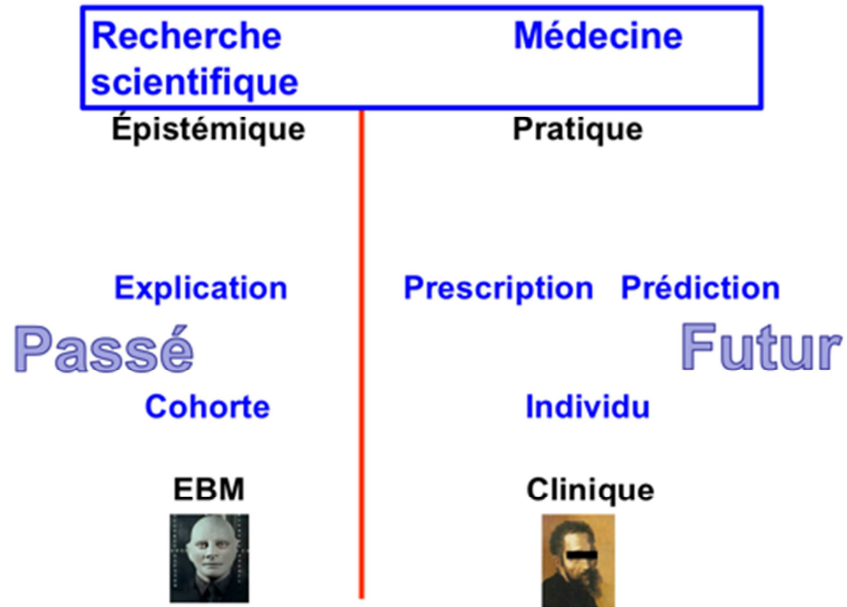 Recherche scientifique Médecine
Épistémique Pratique
Explication Prescription Prédiction
Passé Futur
Cohorte Individu
EBM Clinique